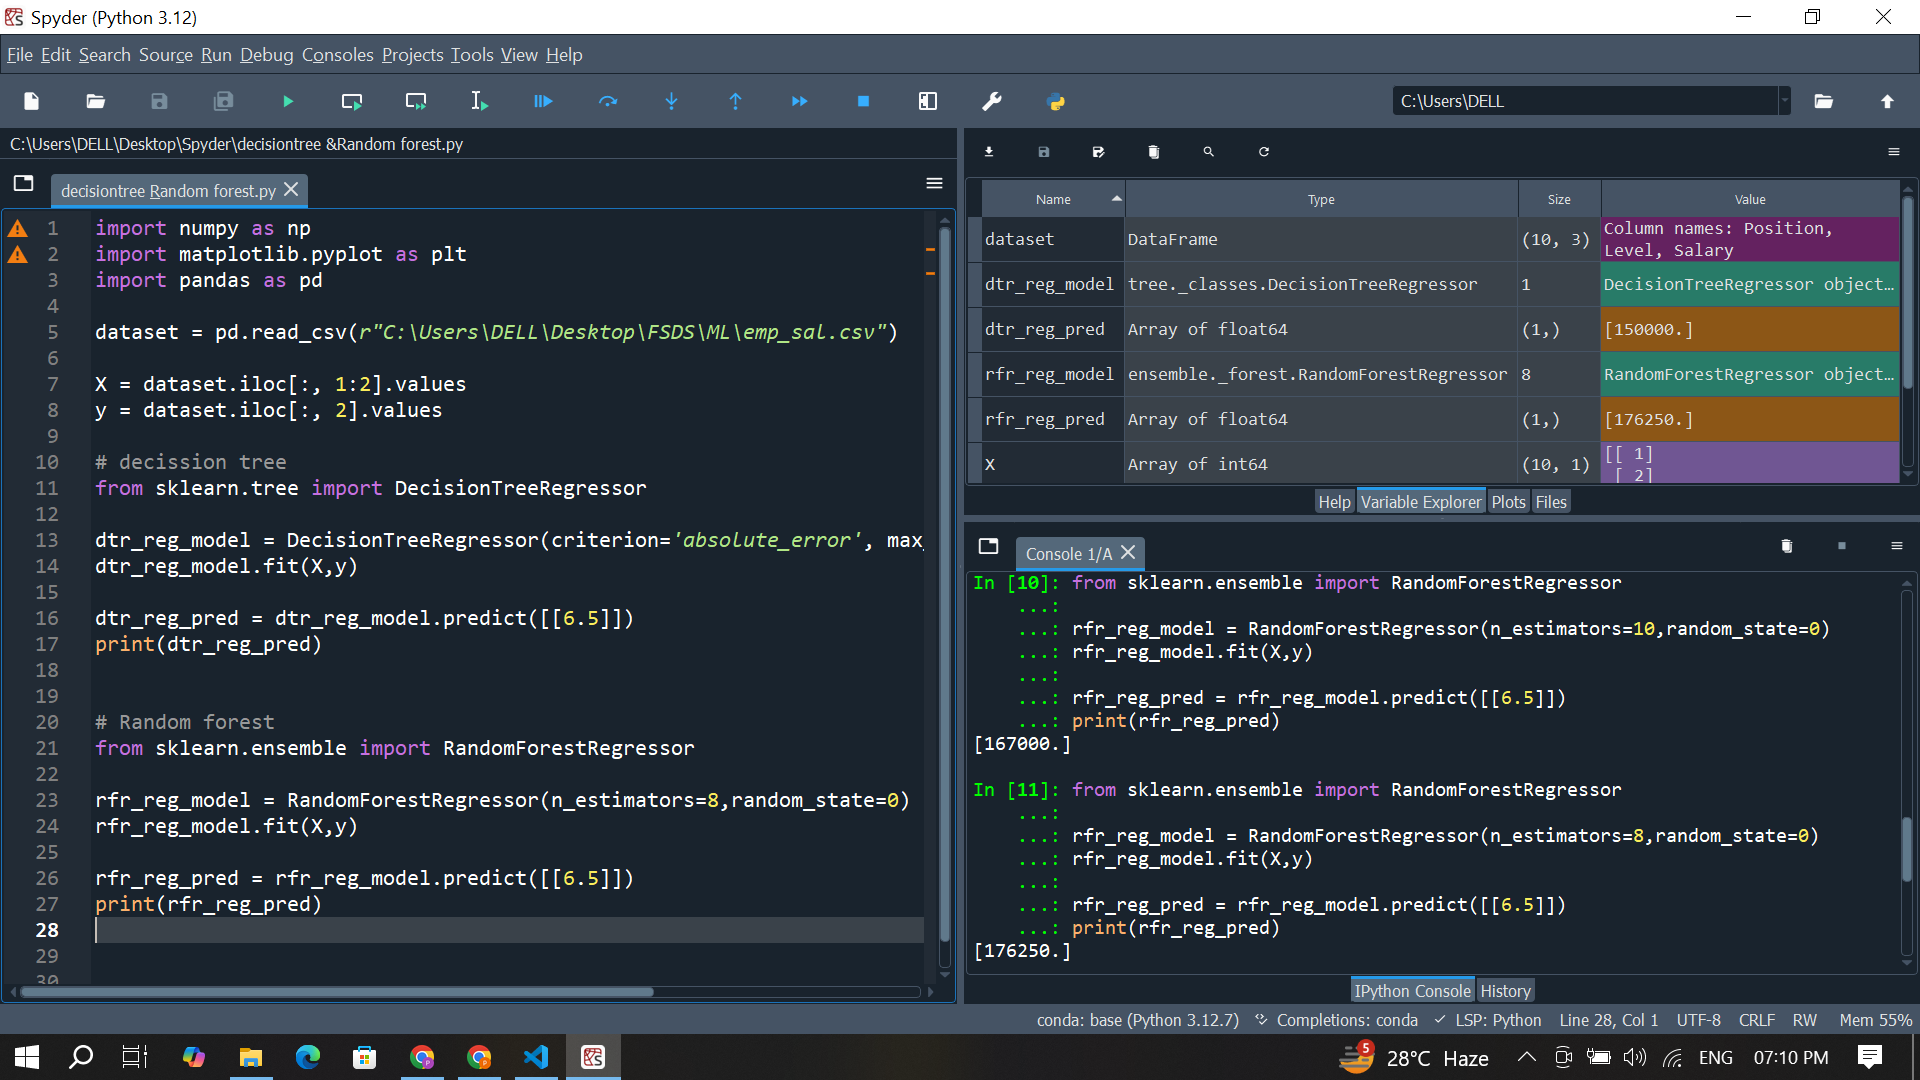 Spyder (Python 3.12)
File Edit Search Source Run Debug Consoles Projects Tools View Help
C:\Users\DELL
C:\Users\DELL\Desktop\Spyder\decisiontree &Random forest.py
decisiontree Random forest.py
1 import numpy as np
2 import matplotlib.pyplot as plt
3 import pandas as pd
4
5 dataset = pd.read_csv(r"C:\Users\DELL\Desktop\FSDS\ML\emp_sal.csv")
6
7 X = dataset.iloc[:, 1:2].values
8 y = dataset.iloc[:, 2].values
9
10 # decission tree
11 from sklearn.tree import DecisionTreeRegressor
12
13 dtr_reg_model = DecisionTreeRegressor(criterion='absolute_error', max_
14 dtr_reg_model.fit(X,y)
15
16 dtr_reg_pred = dtr_reg_model.predict([[6.5]])
17 print(dtr_reg_pred)
18
19
20 # Random forest
21 from sklearn.ensemble import RandomForestRegressor
22
23 rfr_reg_model = RandomForestRegressor(n_estimators=8,random_state=0)
24 rfr_reg_model.fit(X,y)
25
26 rfr_reg_pred = rfr_reg_model.predict([[6.5]])
27 print(rfr_reg_pred)
28
29
30
Name Type Size Value
dataset DataFrame (10, 3) Column names: Position,
Level, Salary
dtr_reg_model tree._classes.DecisionTreeRegressor 1 DecisionTreeRegressor object…
dtr_reg_pred Array of float64 (1,) [150000.]
rfr_reg_model ensemble._forest.RandomForestRegressor 8 RandomForestRegressor object…
rfr_reg_pred Array of float64 (1,) [176250.]
X Array of int64 (10, 1) [[ 1]
[ 2]
Help Variable Explorer Plots Files
Console 1/A
In [10]: from sklearn.ensemble import RandomForestRegressor
...:
...: rfr_reg_model = RandomForestRegressor(n_estimators=10,random_state=0)
...: rfr_reg_model.fit(X,y)
...:
...: rfr_reg_pred = rfr_reg_model.predict([[6.5]])
...: print(rfr_reg_pred)
[167000.]
In [11]: from sklearn.ensemble import RandomForestRegressor
...:
...: rfr_reg_model = RandomForestRegressor(n_estimators=8,random_state=0)
...: rfr_reg_model.fit(X,y)
...:
...: rfr_reg_pred = rfr_reg_model.predict([[6.5]])
...: print(rfr_reg_pred)
[176250.]
IPython Console History
conda: base (Python 3.12.7) Completions: conda LSP: Python Line 28, Col 1 UTF-8 CRLF RW Mem 55%
5 28°C Haze ENG 07:10 PM